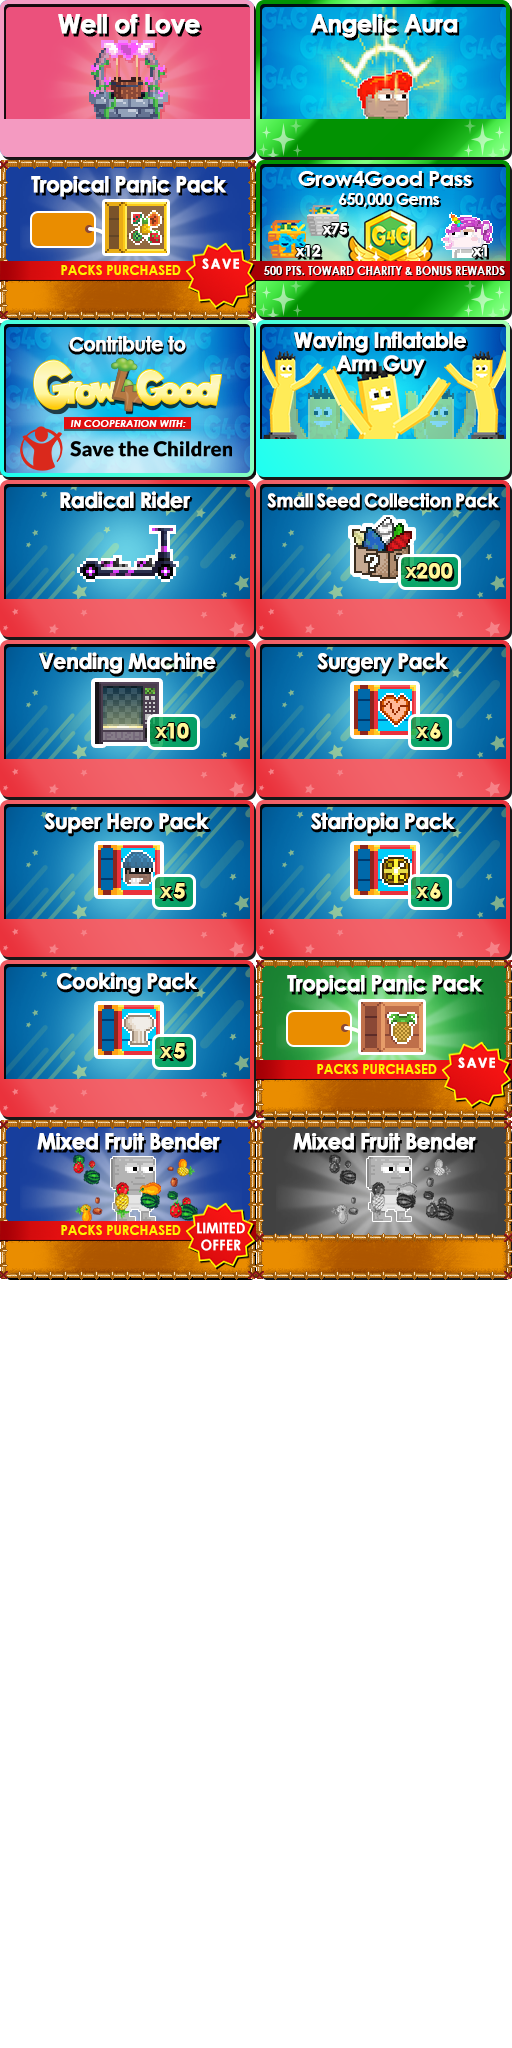 Well of Love
Angelic Aura
Tropical Panic Pack
PACKS PURCHASED
SAVE
Grow4Good Pass
650,000 Gems
x75
x12
G4G
x1
500 PTS. TOWARD CHARITY & BONUS REWARDS
Contribute to
Grow4Good
IN COOPERATION WITH:
Save the Children
Waving Inflatable
Arm Guy
Radical Rider
Small Seed Collection Pack
?
?
x200
Vending Machine
x10
Surgery Pack
x6
Super Hero Pack
x5
Startopia Pack
x6
Cooking Pack
x5
Tropical Panic Pack
PACKS PURCHASED
SAVE
Mixed Fruit Bender
PACKS PURCHASED
LIMITED
OFFER
Mixed Fruit Bender